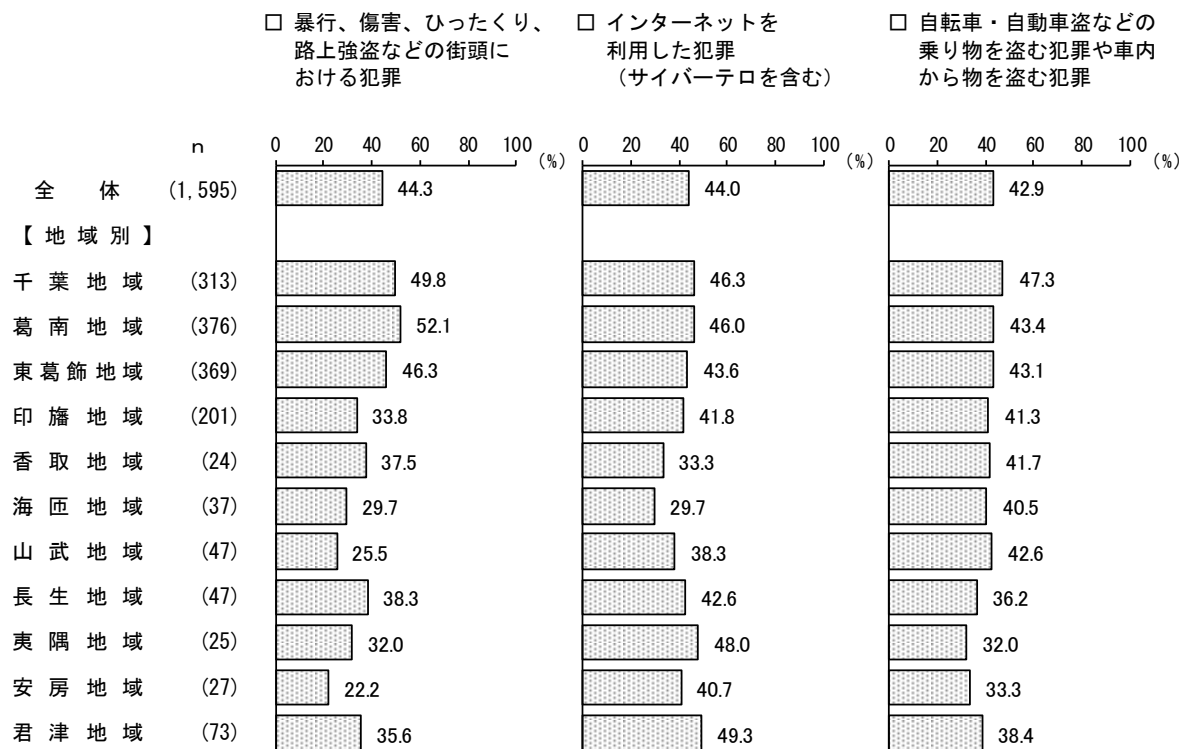 □ 暴行、傷害、ひったくり、
路上強盗などの街頭に
おける犯罪
□ インターネットを
利用した犯罪
（サイバーテロを含む）
□ 自転車・自動車盗などの
乗り物を盗む犯罪や車内
から物を盗む犯罪
n 0 20 40 60 80 100 (%) 0 20 40 60 80 100 (%) 0 20 40 60 80 100 (%)
全体 (1,595) 44.3 44.0 42.9
【地域別】
千葉地域 (313) 49.8 46.3 47.3
葛南地域 (376) 52.1 46.0 43.4
東葛飾地域 (369) 46.3 43.6 43.1
印旛地域 (201) 33.8 41.8 41.3
香取地域 (24) 37.5 33.3 41.7
海匝地域 (37) 29.7 29.7 40.5
山武地域 (47) 25.5 38.3 42.6
長生地域 (47) 38.3 42.6 36.2
夷隅地域 (25) 32.0 48.0 32.0
安房地域 (27) 22.2 40.7 33.3
君津地域 (73) 35.6 49.3 38.4